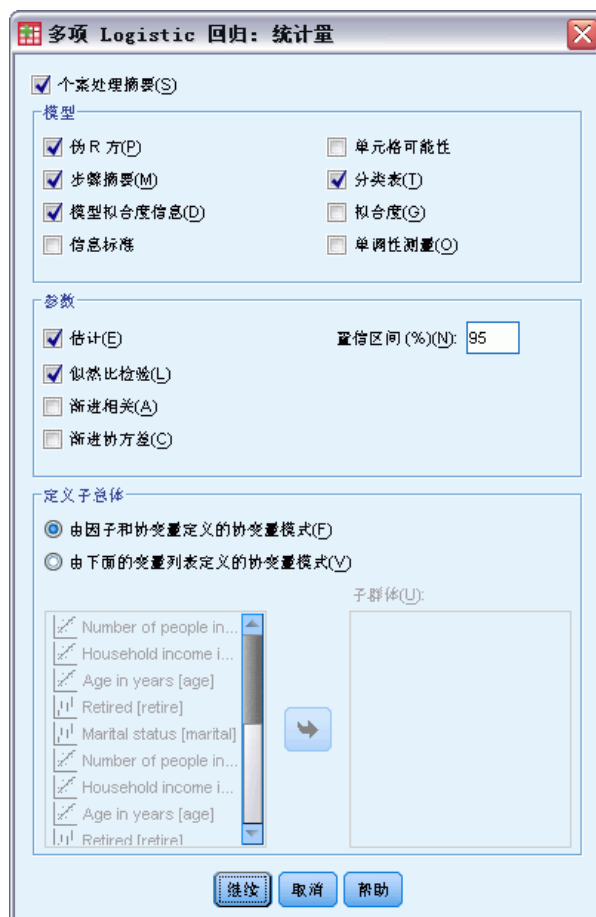 多项 Logistic 回归：统计量
个案处理摘要(S)
模型
伪 R 方(P)
单元格可能性
步骤摘要(M)
分类表(T)
模型拟合度信息(D)
拟合度(G)
信息标准
单调性测量(O)
参数
估计(E)
置信区间(%)(N): 95
似然比检验(L)
渐进相关(A)
渐进协方差(C)
定义子总体
由因子和协变量定义的协变量模式(F)
由下面的变量列表定义的协变量模式(V)
子群体(U):
Number of people in...
Household income i...
Age in years [age]
Retired [retire]
Marital status [marital]
Number of people in...
Household income i...
Age in years [age]
Retired [retire]
继续 取消 帮助